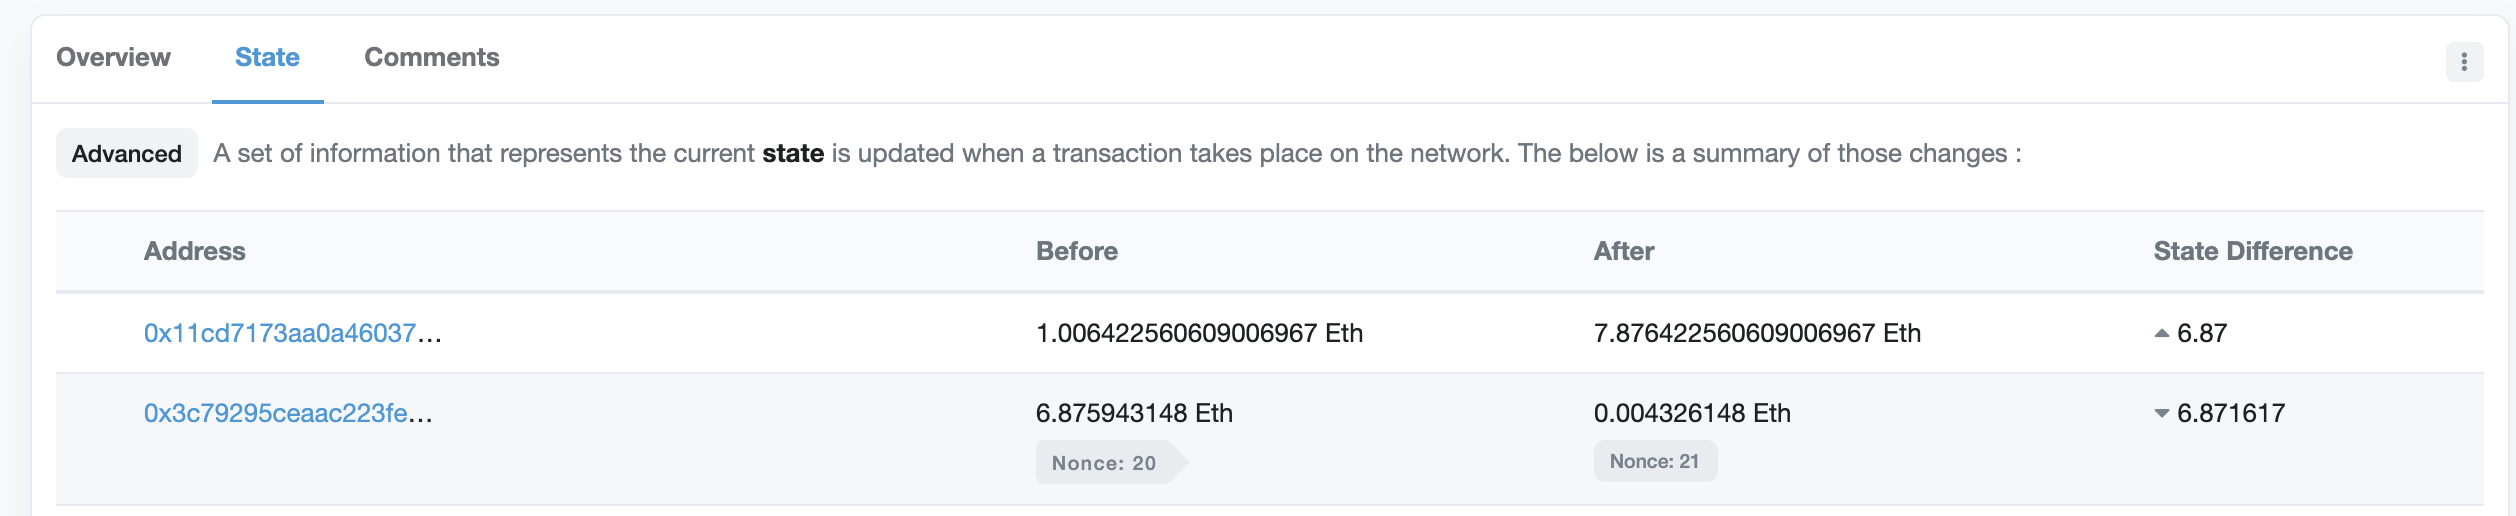 Overview State Comments
Advanced A set of information that represents the current state is updated when a transaction takes place on the network. The below is a summary of those changes :
Address Before After State Difference
0x11cd7173aa0a46037... 1.006422560609006967 Eth 7.876422560609006967 Eth 6.87
0x3c79295ceaac223fe... 6.875943148 Eth 0.004326148 Eth 6.871617
Nonce: 20 Nonce: 21